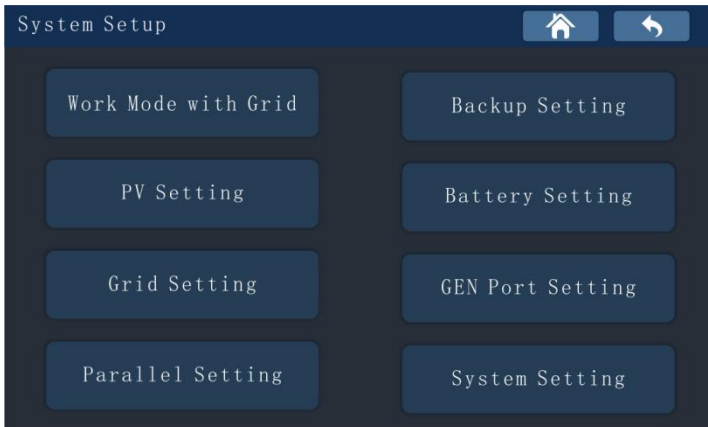 System Setup
Work Mode with Grid
Backup Setting
PV Setting
Battery Setting
Grid Setting
GEN Port Setting
Parallel Setting
System Setting